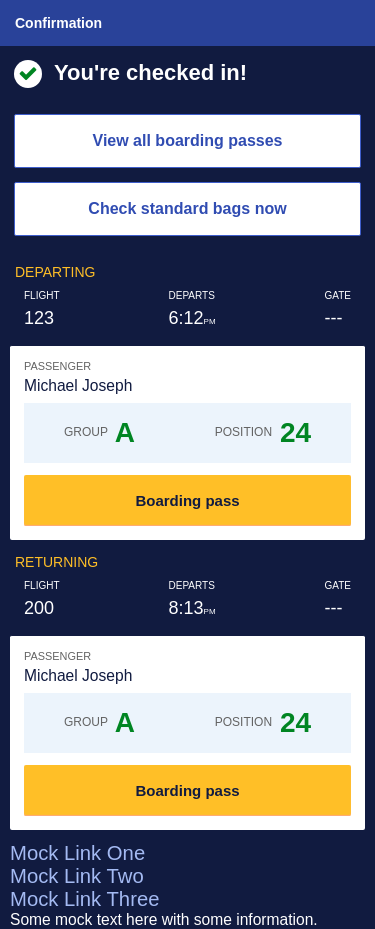 Confirmation
You're checked in!
View all boarding passes
Check standard bags now
DEPARTING
FLIGHT DEPARTS GATE
123 6:12PM ---
PASSENGER
Michael Joseph
GROUP A POSITION 24
Boarding pass
RETURNING
FLIGHT DEPARTS GATE
200 8:13PM ---
PASSENGER
Michael Joseph
GROUP A POSITION 24
Boarding pass
Mock Link One
Mock Link Two
Mock Link Three
Some mock text here with some information.